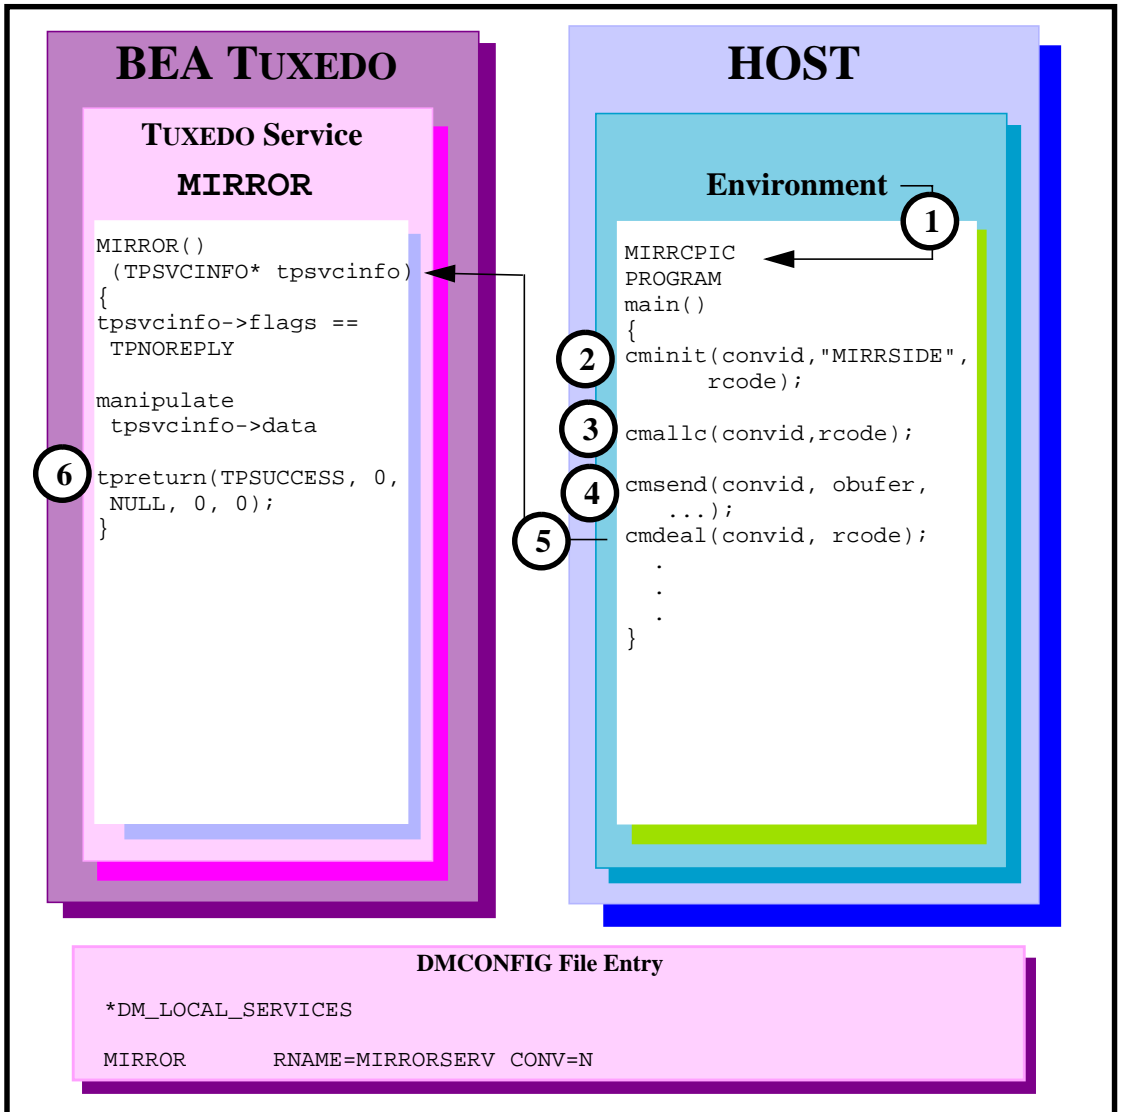 BEA TUXEDO
TUXEDO Service
MIRROR
MIRROR()
(TPSVCINFO* tpsvcinfo)
{
tpsvcinfo->flags ==
TPNOREPLY
manipulate
tpsvcinfo->data
6
tpreturn(TPSUCCESS, 0,
NULL, 0, 0);
}
HOST
Environment
1
MIRRCPIC
PROGRAM
main()
{
2
cminit(convid,"MIRRSIDE",
rcode);
3
cmallc(convid,rcode);
4
cmsend(convid, obufer,
...);
5
cmdeal(convid, rcode);
.
.
.
}
DMCONFIG File Entry
*DM_LOCAL_SERVICES
MIRROR RNAME=MIRRORSERV CONV=N